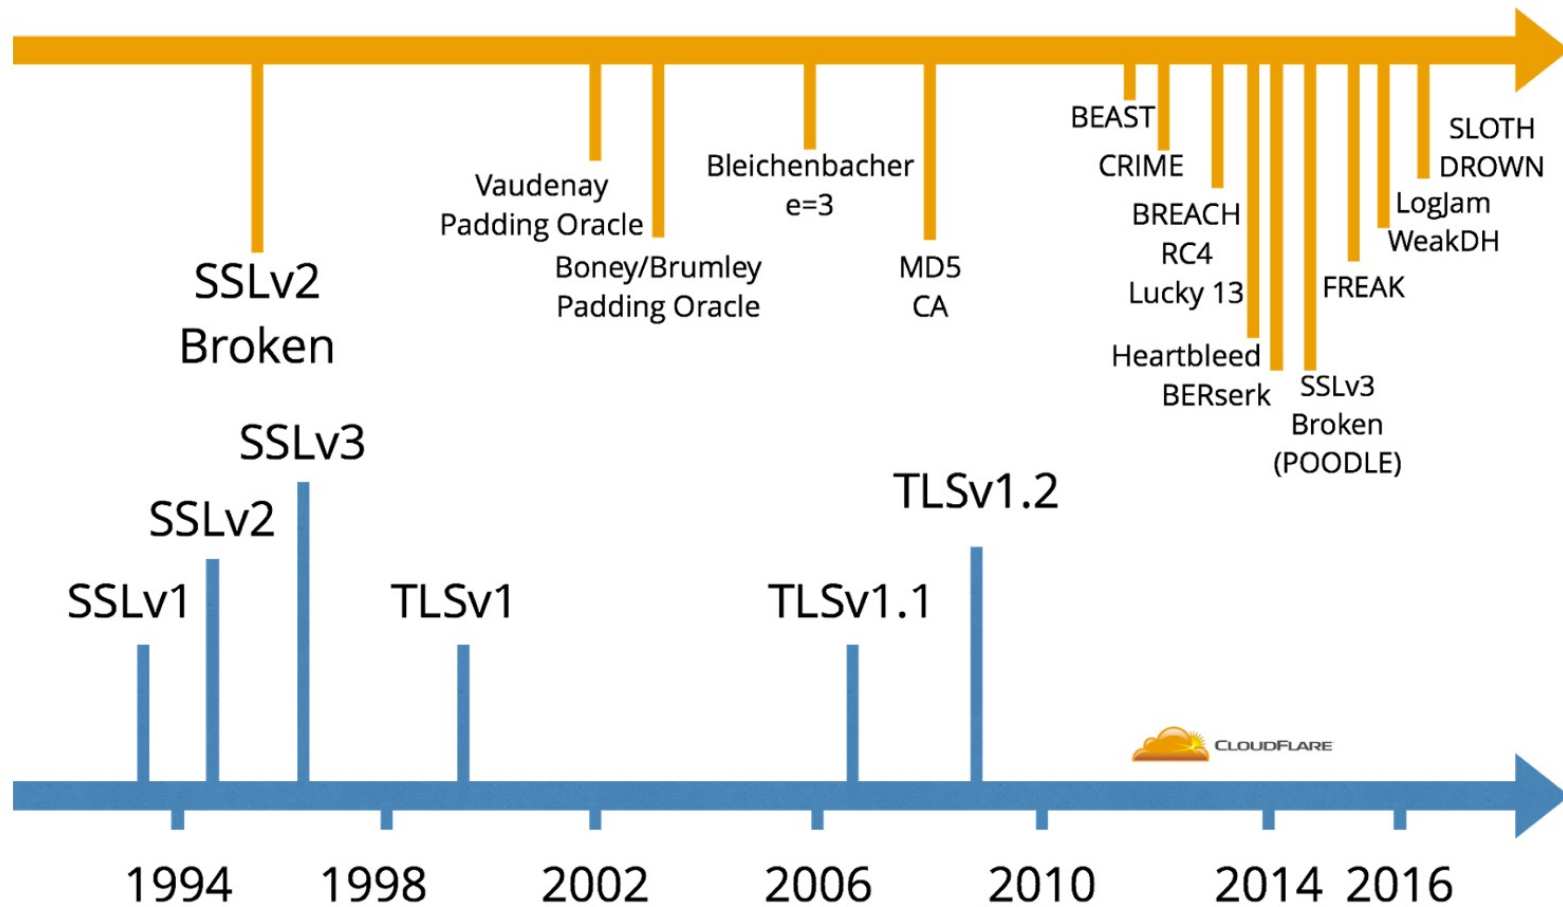 SSLv2
Broken
Vaudenay
Padding Oracle
Boney/Brumley
Padding Oracle
Bleichenbacher
e=3
MD5
CA
BEAST
CRIME
BREACH
RC4
Lucky 13
Heartbleed
BERserk
SSLv3
Broken
(POODLE)
FREAK
LogJam
WeakDH
SLOTH
DROWN
SSLv1
SSLv2
SSLv3
TLSv1
TLSv1.1
TLSv1.2
CLOUDFLARE
1994
1998
2002
2006
2010
2014
2016